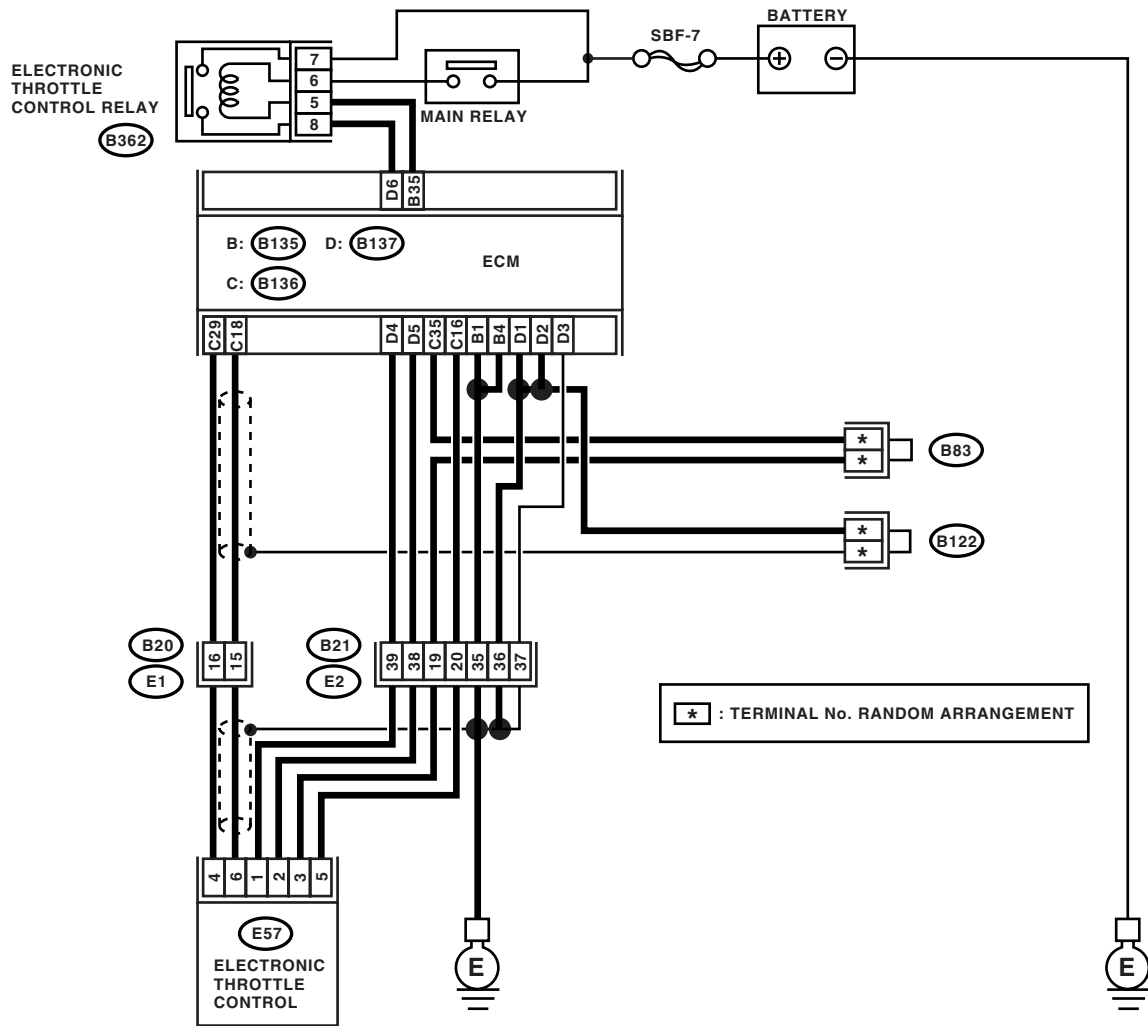 BATTERY
SBF-7
ELECTRONIC
THROTTLE
CONTROL RELAY
B362
7
6
5
8
MAIN RELAY
+
−
D6
B35
B: B135 D: B137
C: B136
ECM
C29
C18
D4
D5
C35
C16
B1
B4
D1
D2
D3
*
*
B83
*
*
B122
B20
E1
16
15
B21
E2
39
38
19
20
35
36
37
* : TERMINAL No. RANDOM ARRANGEMENT
4
6
1
2
3
5
E57
ELECTRONIC
THROTTLE
CONTROL
E
E